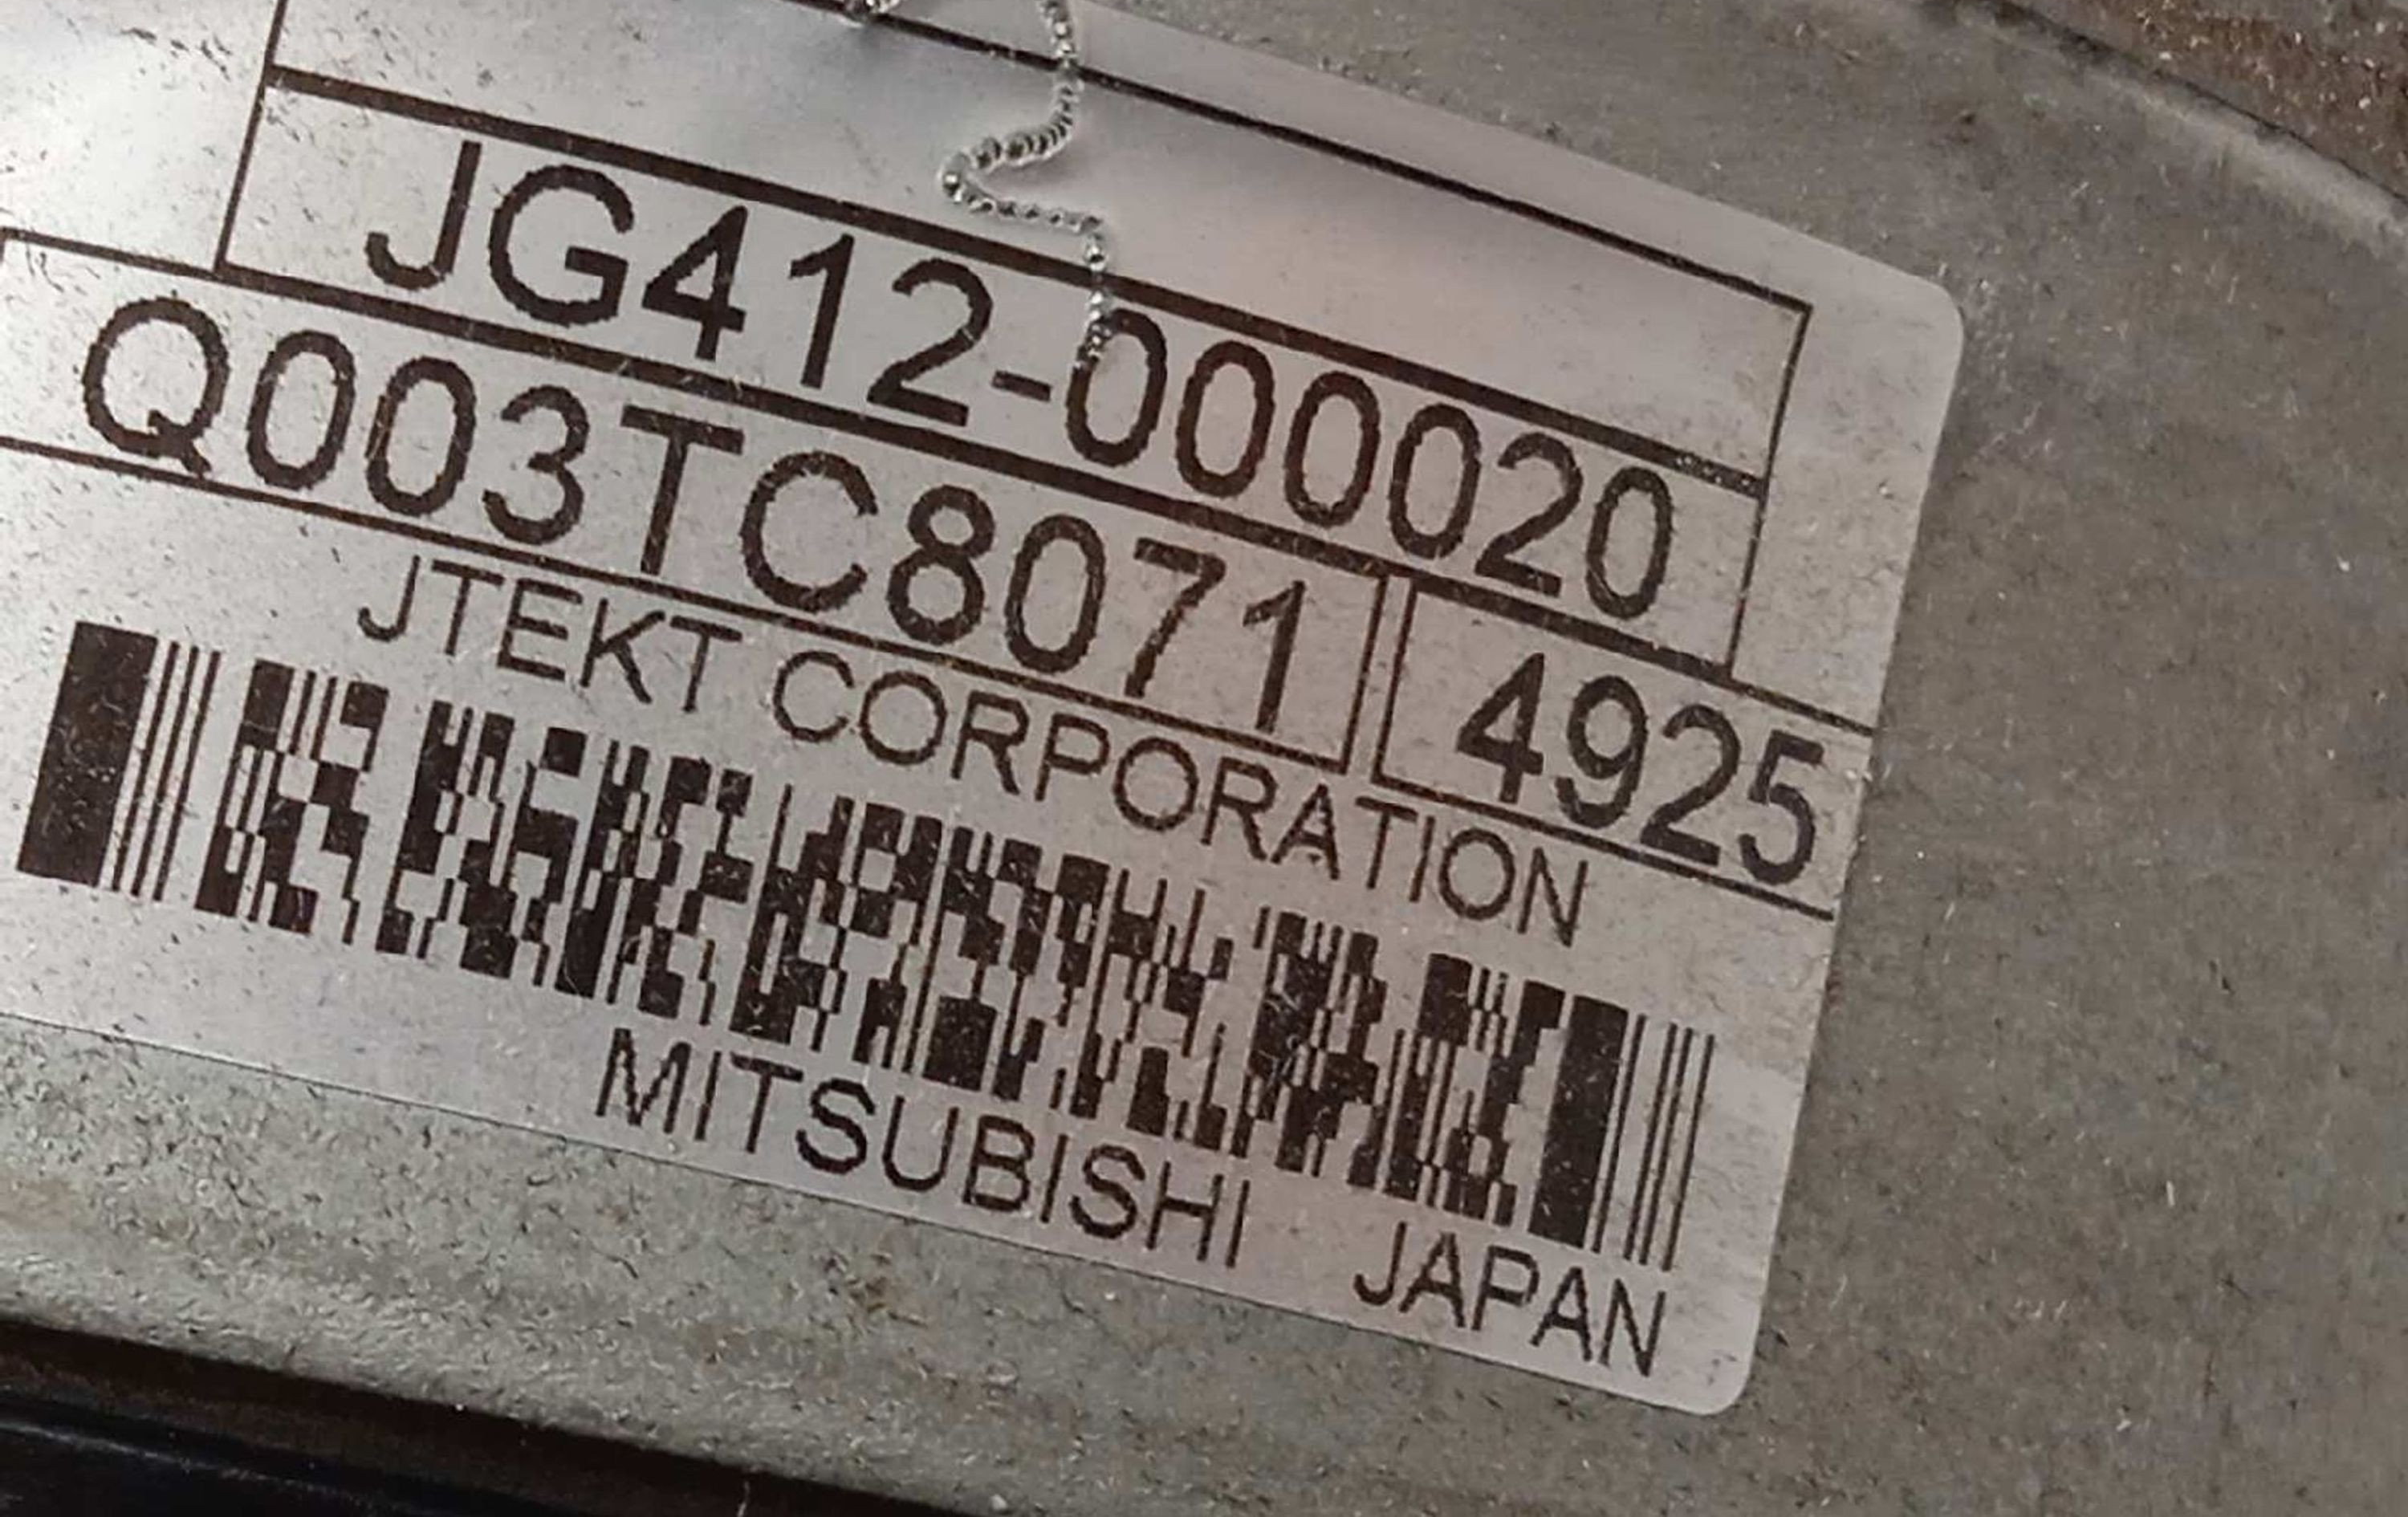 JG412-000020
Q003TC8071 4925
JTEKT CORPORATION
MITSUBISHI JAPAN